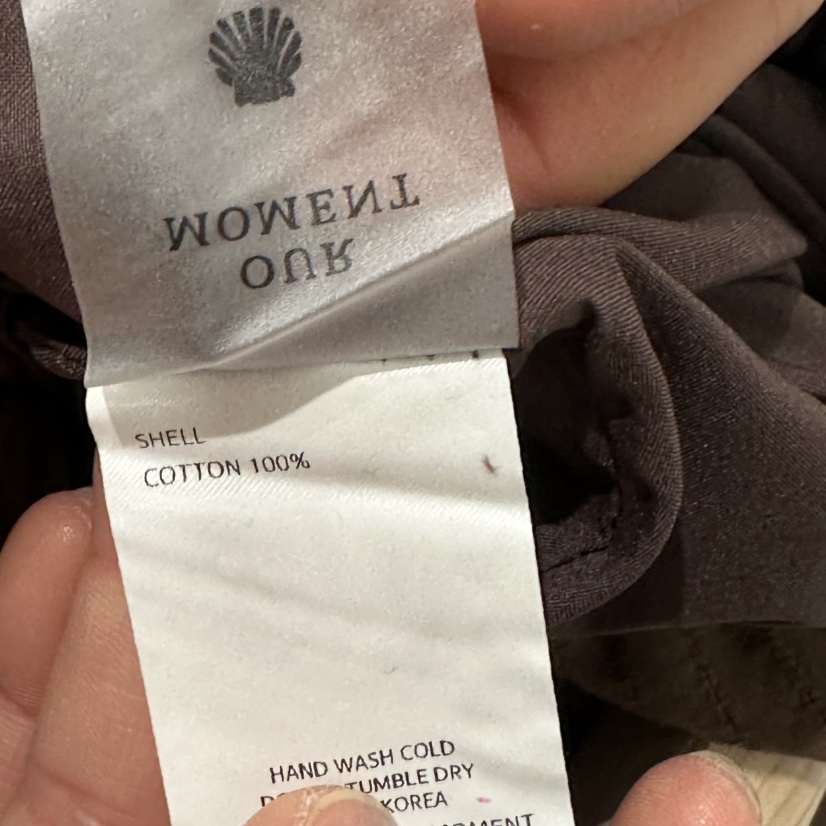 OUR
MOMENT
SHELL
COTTON 100%
HAND WASH COLD
TUMBLE DRY
KOREA